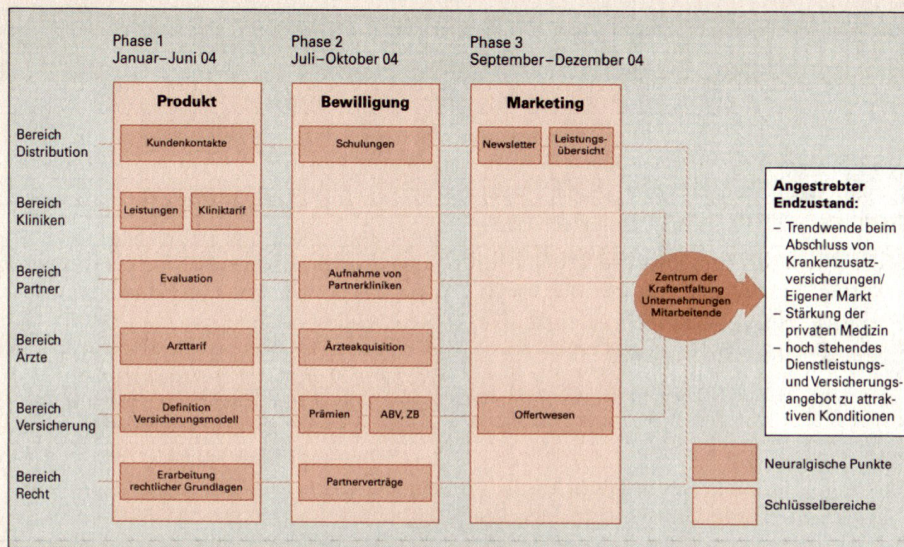 Phase 1
Januar–Juni 04
Phase 2
Juli–Oktober 04
Phase 3
September–Dezember 04
Produkt
Bewilligung
Marketing
Bereich
Distribution
Kundenkontakte
Schulungen
Newsletter
Leistungs-
übersicht
Bereich
Kliniken
Leistungen
Kliniktarif
Bereich
Partner
Evaluation
Aufnahme von
Partnerkliniken
Bereich
Ärzte
Arzttarif
Ärzteakquisition
Bereich
Versicherung
Definition
Versicherungsmodell
Prämien
ABV, ZB
Offertwesen
Bereich
Recht
Erarbeitung
rechtlicher Grundlagen
Partnerverträge
Zentrum der
Kraftentfaltung
Unternehmungen
Mitarbeitende
Angestrebter
Endzustand:
– Trendwende beim
Abschluss von
Krankenzusatz-
versicherungen/
Eigener Markt
– Stärkung der
privaten Medizin
– hoch stehendes
Dienstleistungs-
und Versicherungs-
angebot zu attrak-
tiven Konditionen
Neuralgische Punkte
Schlüsselbereiche